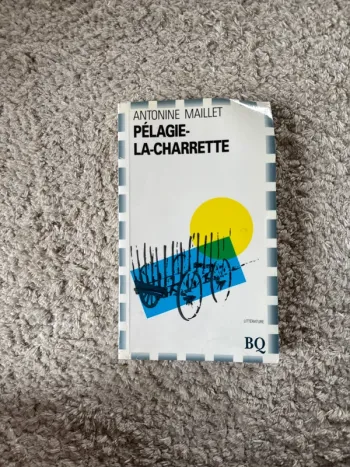 ANTONINE MAILLET
PÉLAGIE-
LA-CHARRETTE
LITTÉRATURE
BQ